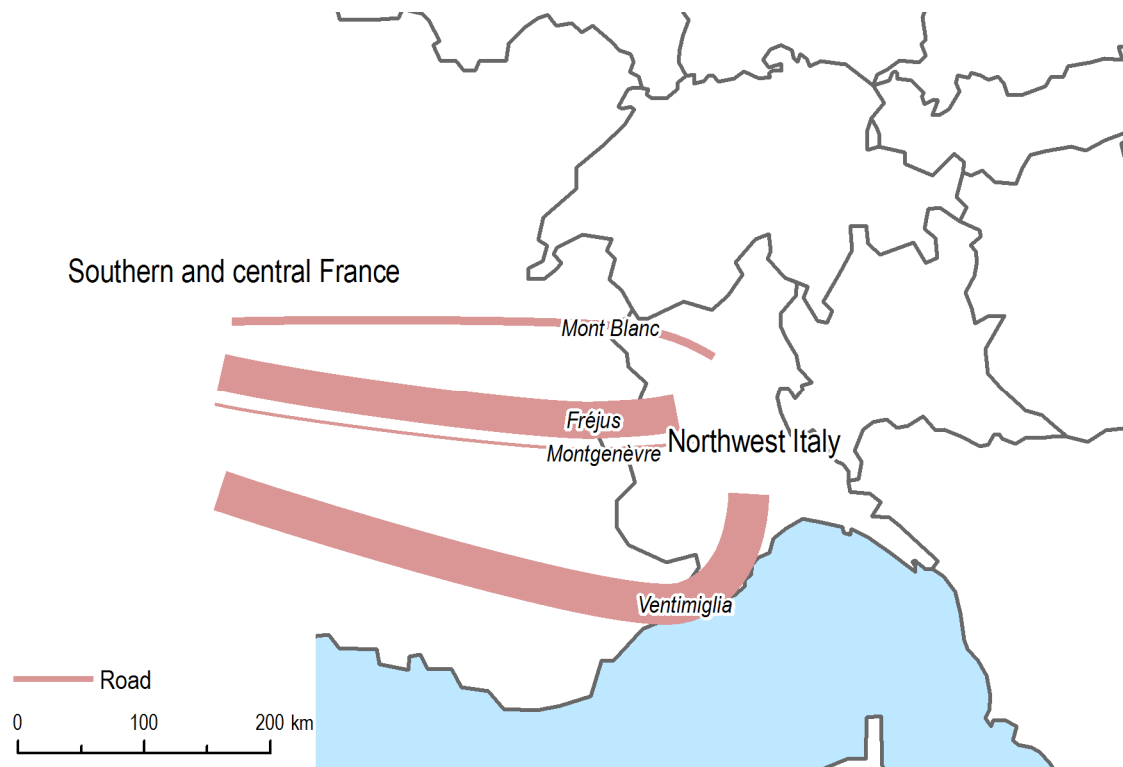 Southern and central France
Mont Blanc
Fréjus
Northwest Italy
Montgenèvre
Ventimiglia
Road
0 100 200 km